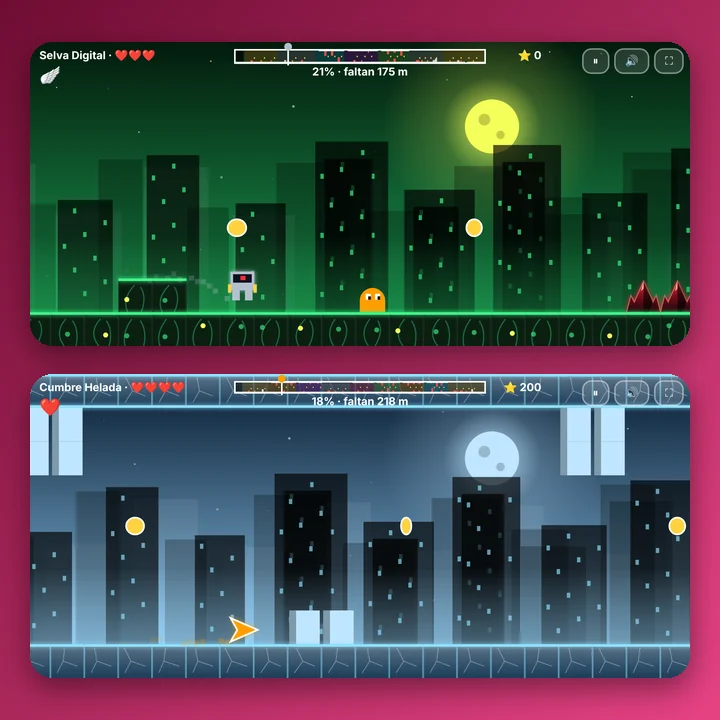 Selva Digital · ❤️❤️❤️
⭐ 0
21% · faltan 175 m
Cumbre Helada · ❤️❤️❤️❤️
⭐ 200
18% · faltan 218 m